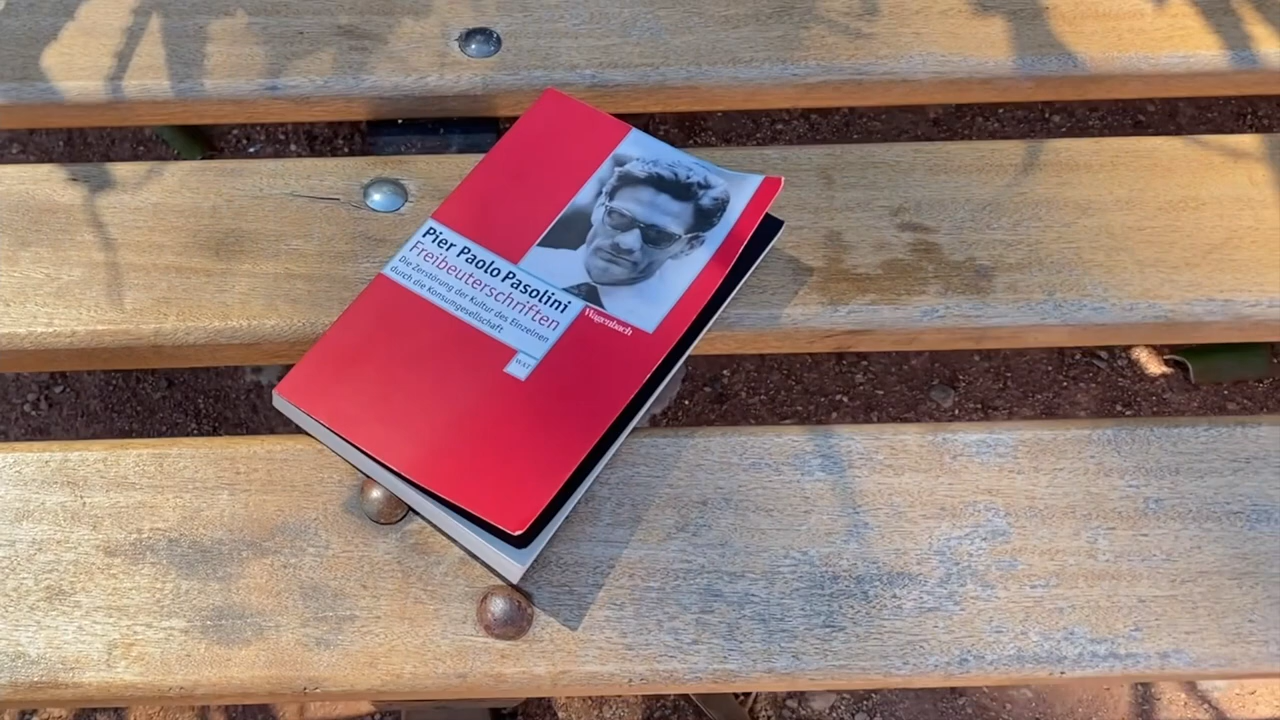 Pier Paolo Pasolini
Freibeuterschriften
Die Zerstörung der Kultur des Einzelnen
durch die Konsumgesellschaft
Wagenbach
WAT